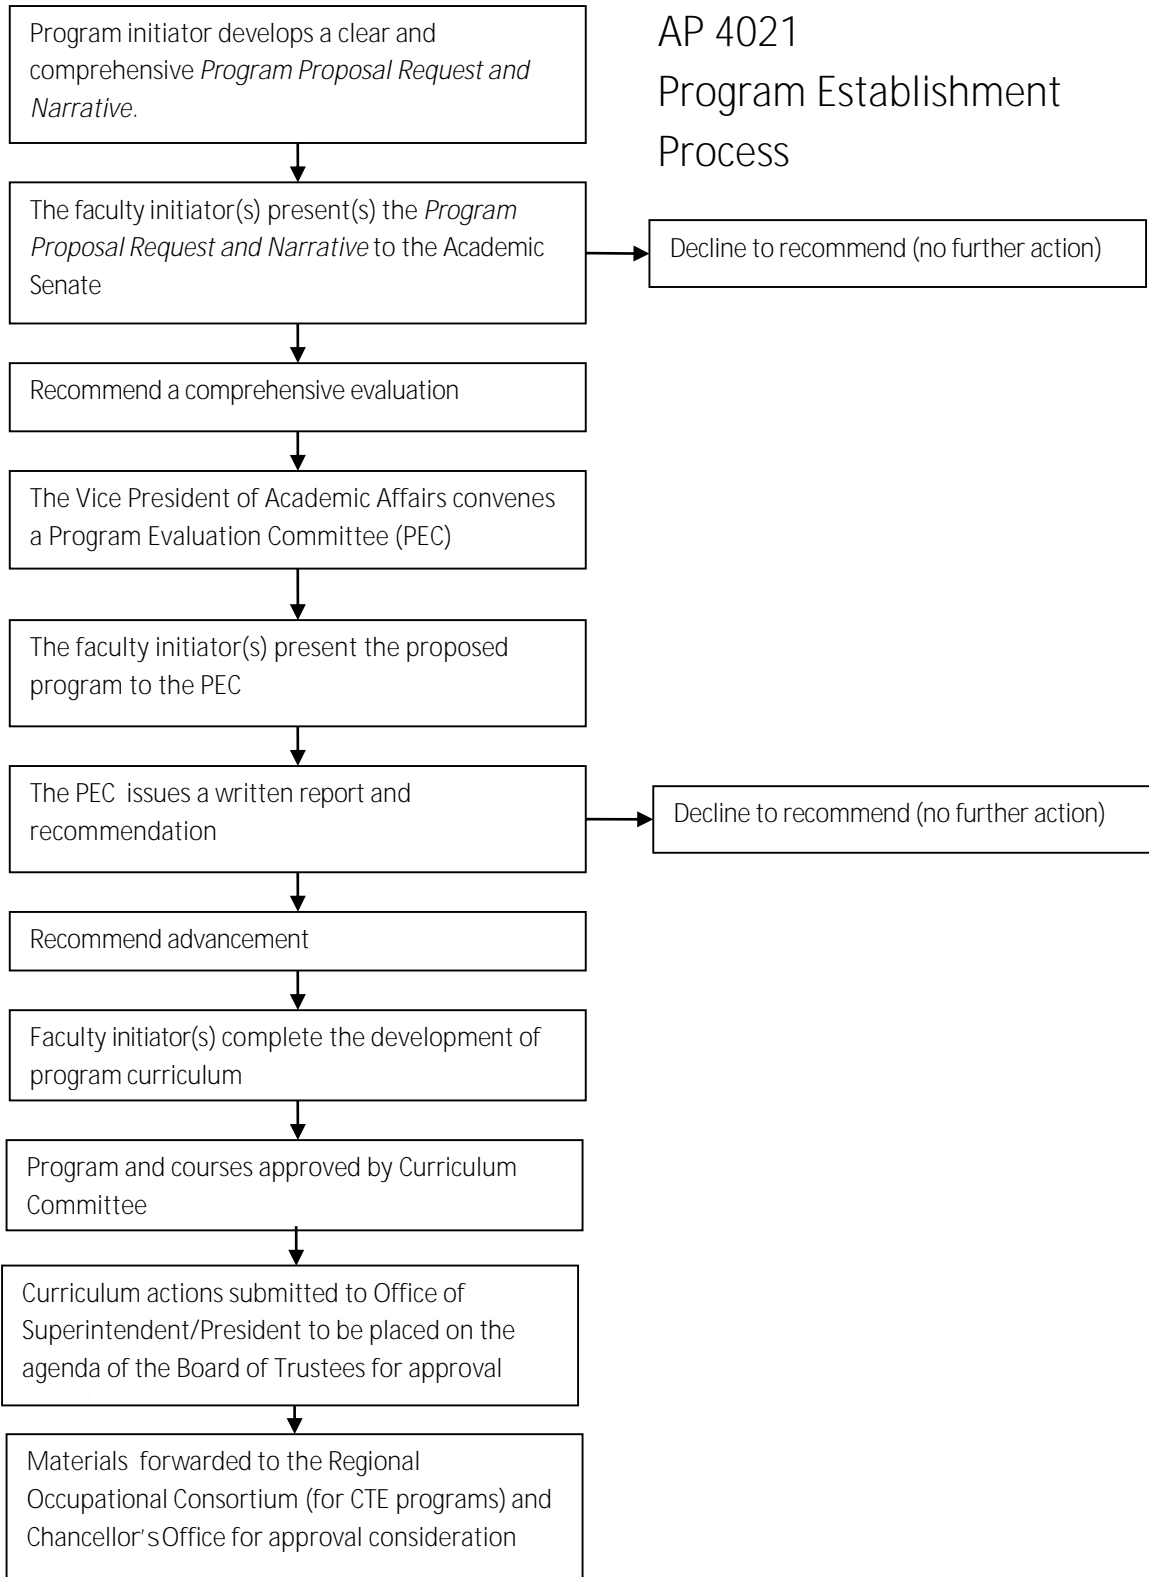 AP 4021
Program Establishment
Process
Program initiator develops a clear and
comprehensive Program Proposal Request and
Narrative.
The faculty initiator(s) present(s) the Program
Proposal Request and Narrative to the Academic
Senate
Decline to recommend (no further action)
Recommend a comprehensive evaluation
The Vice President of Academic Affairs convenes
a Program Evaluation Committee (PEC)
The faculty initiator(s) present the proposed
program to the PEC
The PEC issues a written report and
recommendation
Decline to recommend (no further action)
Recommend advancement
Faculty initiator(s) complete the development of
program curriculum
Program and courses approved by Curriculum
Committee
Curriculum actions submitted to Office of
Superintendent/President to be placed on the
agenda of the Board of Trustees for approval
Materials forwarded to the Regional
Occupational Consortium (for CTE programs) and
Chancellor's Office for approval consideration